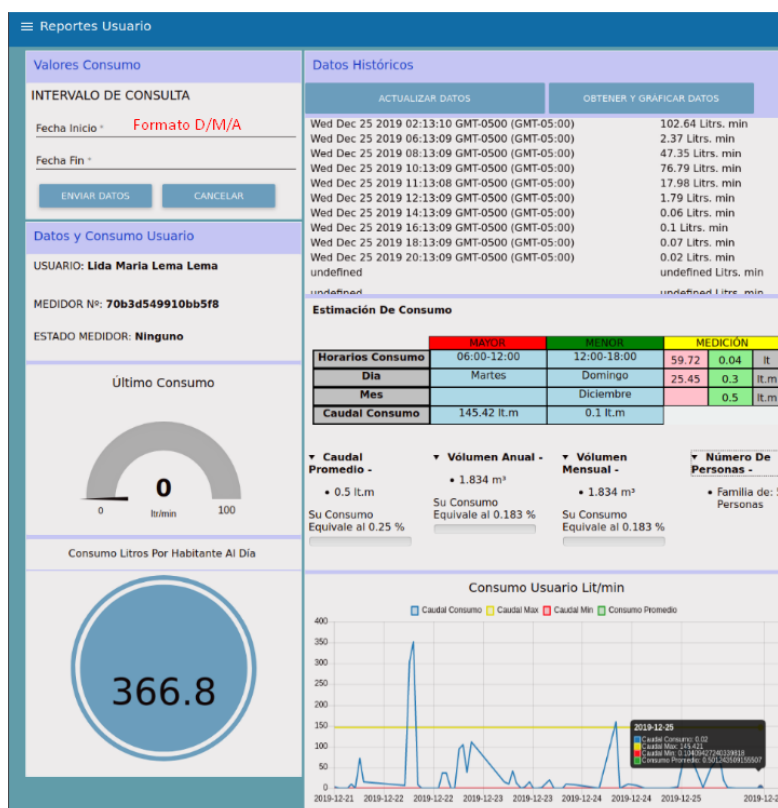 Reportes Usuario
Valores Consumo
INTERVALO DE CONSULTA
Fecha Inicio * Formato D/M/A
Fecha Fin *
ENVIAR DATOS CANCELAR
Datos y Consumo Usuario
USUARIO: Lida Maria Lema Lema
MEDIDOR Nº: 70b3d549910bb5f8
ESTADO MEDIDOR: Ninguno
Último Consumo
0
0 ltr/min 100
Consumo Litros Por Habitante Al Día
366.8
Datos Históricos
ACTUALIZAR DATOS OBTENER Y GRÁFICAR DATOS
Wed Dec 25 2019 02:13:10 GMT-0500 (GMT-05:00) 102.64 Litrs. min
Wed Dec 25 2019 06:13:09 GMT-0500 (GMT-05:00) 2.37 Litrs. min
Wed Dec 25 2019 08:13:09 GMT-0500 (GMT-05:00) 47.35 Litrs. min
Wed Dec 25 2019 10:13:09 GMT-0500 (GMT-05:00) 76.79 Litrs. min
Wed Dec 25 2019 11:13:08 GMT-0500 (GMT-05:00) 17.98 Litrs. min
Wed Dec 25 2019 12:13:09 GMT-0500 (GMT-05:00) 1.79 Litrs. min
Wed Dec 25 2019 14:13:09 GMT-0500 (GMT-05:00) 0.06 Litrs. min
Wed Dec 25 2019 16:13:09 GMT-0500 (GMT-05:00) 0.1 Litrs. min
Wed Dec 25 2019 18:13:09 GMT-0500 (GMT-05:00) 0.07 Litrs. min
Wed Dec 25 2019 20:13:09 GMT-0500 (GMT-05:00) 0.02 Litrs. min
undefined undefined Litrs. min
undefined undefined Litrs. min
Estimación De Consumo
MAYOR MENOR MEDICIÓN
Horarios Consumo 06:00-12:00 12:00-18:00 59.72 0.04 lt
Dia Martes Domingo 25.45 0.3 lt.m
Mes Diciembre 0.5 lt.m
Caudal Consumo 145.42 lt.m 0.1 lt.m
▾ Caudal Promedio -
• 0.5 lt.m
Su Consumo
Equivale al 0.25 %
▾ Vólumen Anual -
• 1.834 m³
Su Consumo
Equivale al 0.183 %
▾ Vólumen
Mensual -
• 1.834 m³
Su Consumo
Equivale al 0.183 %
▾ Número De
Personas -
• Familia de:
Personas
Consumo Usuario Lit/min
Caudal Consumo Caudal Max Caudal Min Consumo Promedio
400
350
300
250
200
150
100
50
0
2019-12-25
Caudal Consumo: 0.02
Caudal Max: 145.421
Caudal Min: 0.10409427240339818
Consumo Promedio: 0.501243509155507
2019-12-21 2019-12-22 2019-12-22 2019-12-23 2019-12-23 2019-12-24 2019-12-24 2019-12-25